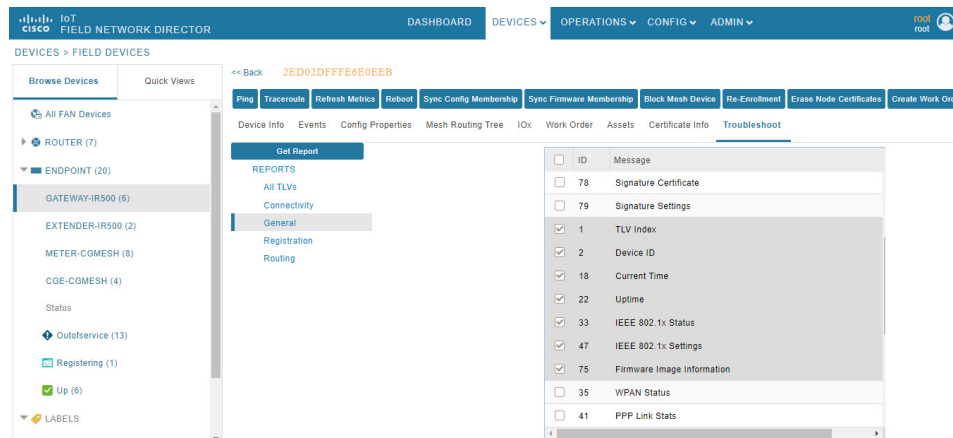 IoT
CISCO FIELD NETWORK DIRECTOR
DASHBOARD DEVICES OPERATIONS CONFIG ADMIN
root
root
DEVICES > FIELD DEVICES
Browse Devices Quick Views
All FAN Devices
ROUTER (7)
ENDPOINT (20)
GATEWAY-IR500 (6)
EXTENDER-IR500 (2)
METER-CGMESH (8)
CGE-CGMESH (4)
Status
Outofservice (13)
Registering (1)
Up (6)
LABELS
<< Back 2ED02DFFFE6E0EEB
Ping Traceroute Refresh Metrics Reboot Sync Config Membership Sync Firmware Membership Block Mesh Device Re-Enrollment Erase Node Certificates Create Work Ord
Device Info Events Config Properties Mesh Routing Tree IOx Work Order Assets Certificate Info Troubleshoot
Get Report
REPORTS
All TLVs
Connectivity
General
Registration
Routing
ID Message
78 Signature Certificate
79 Signature Settings
1 TLV Index
2 Device ID
18 Current Time
22 Uptime
33 IEEE 802.1x Status
47 IEEE 802.1x Settings
75 Firmware Image Information
35 WPAN Status
41 PPP Link Stats